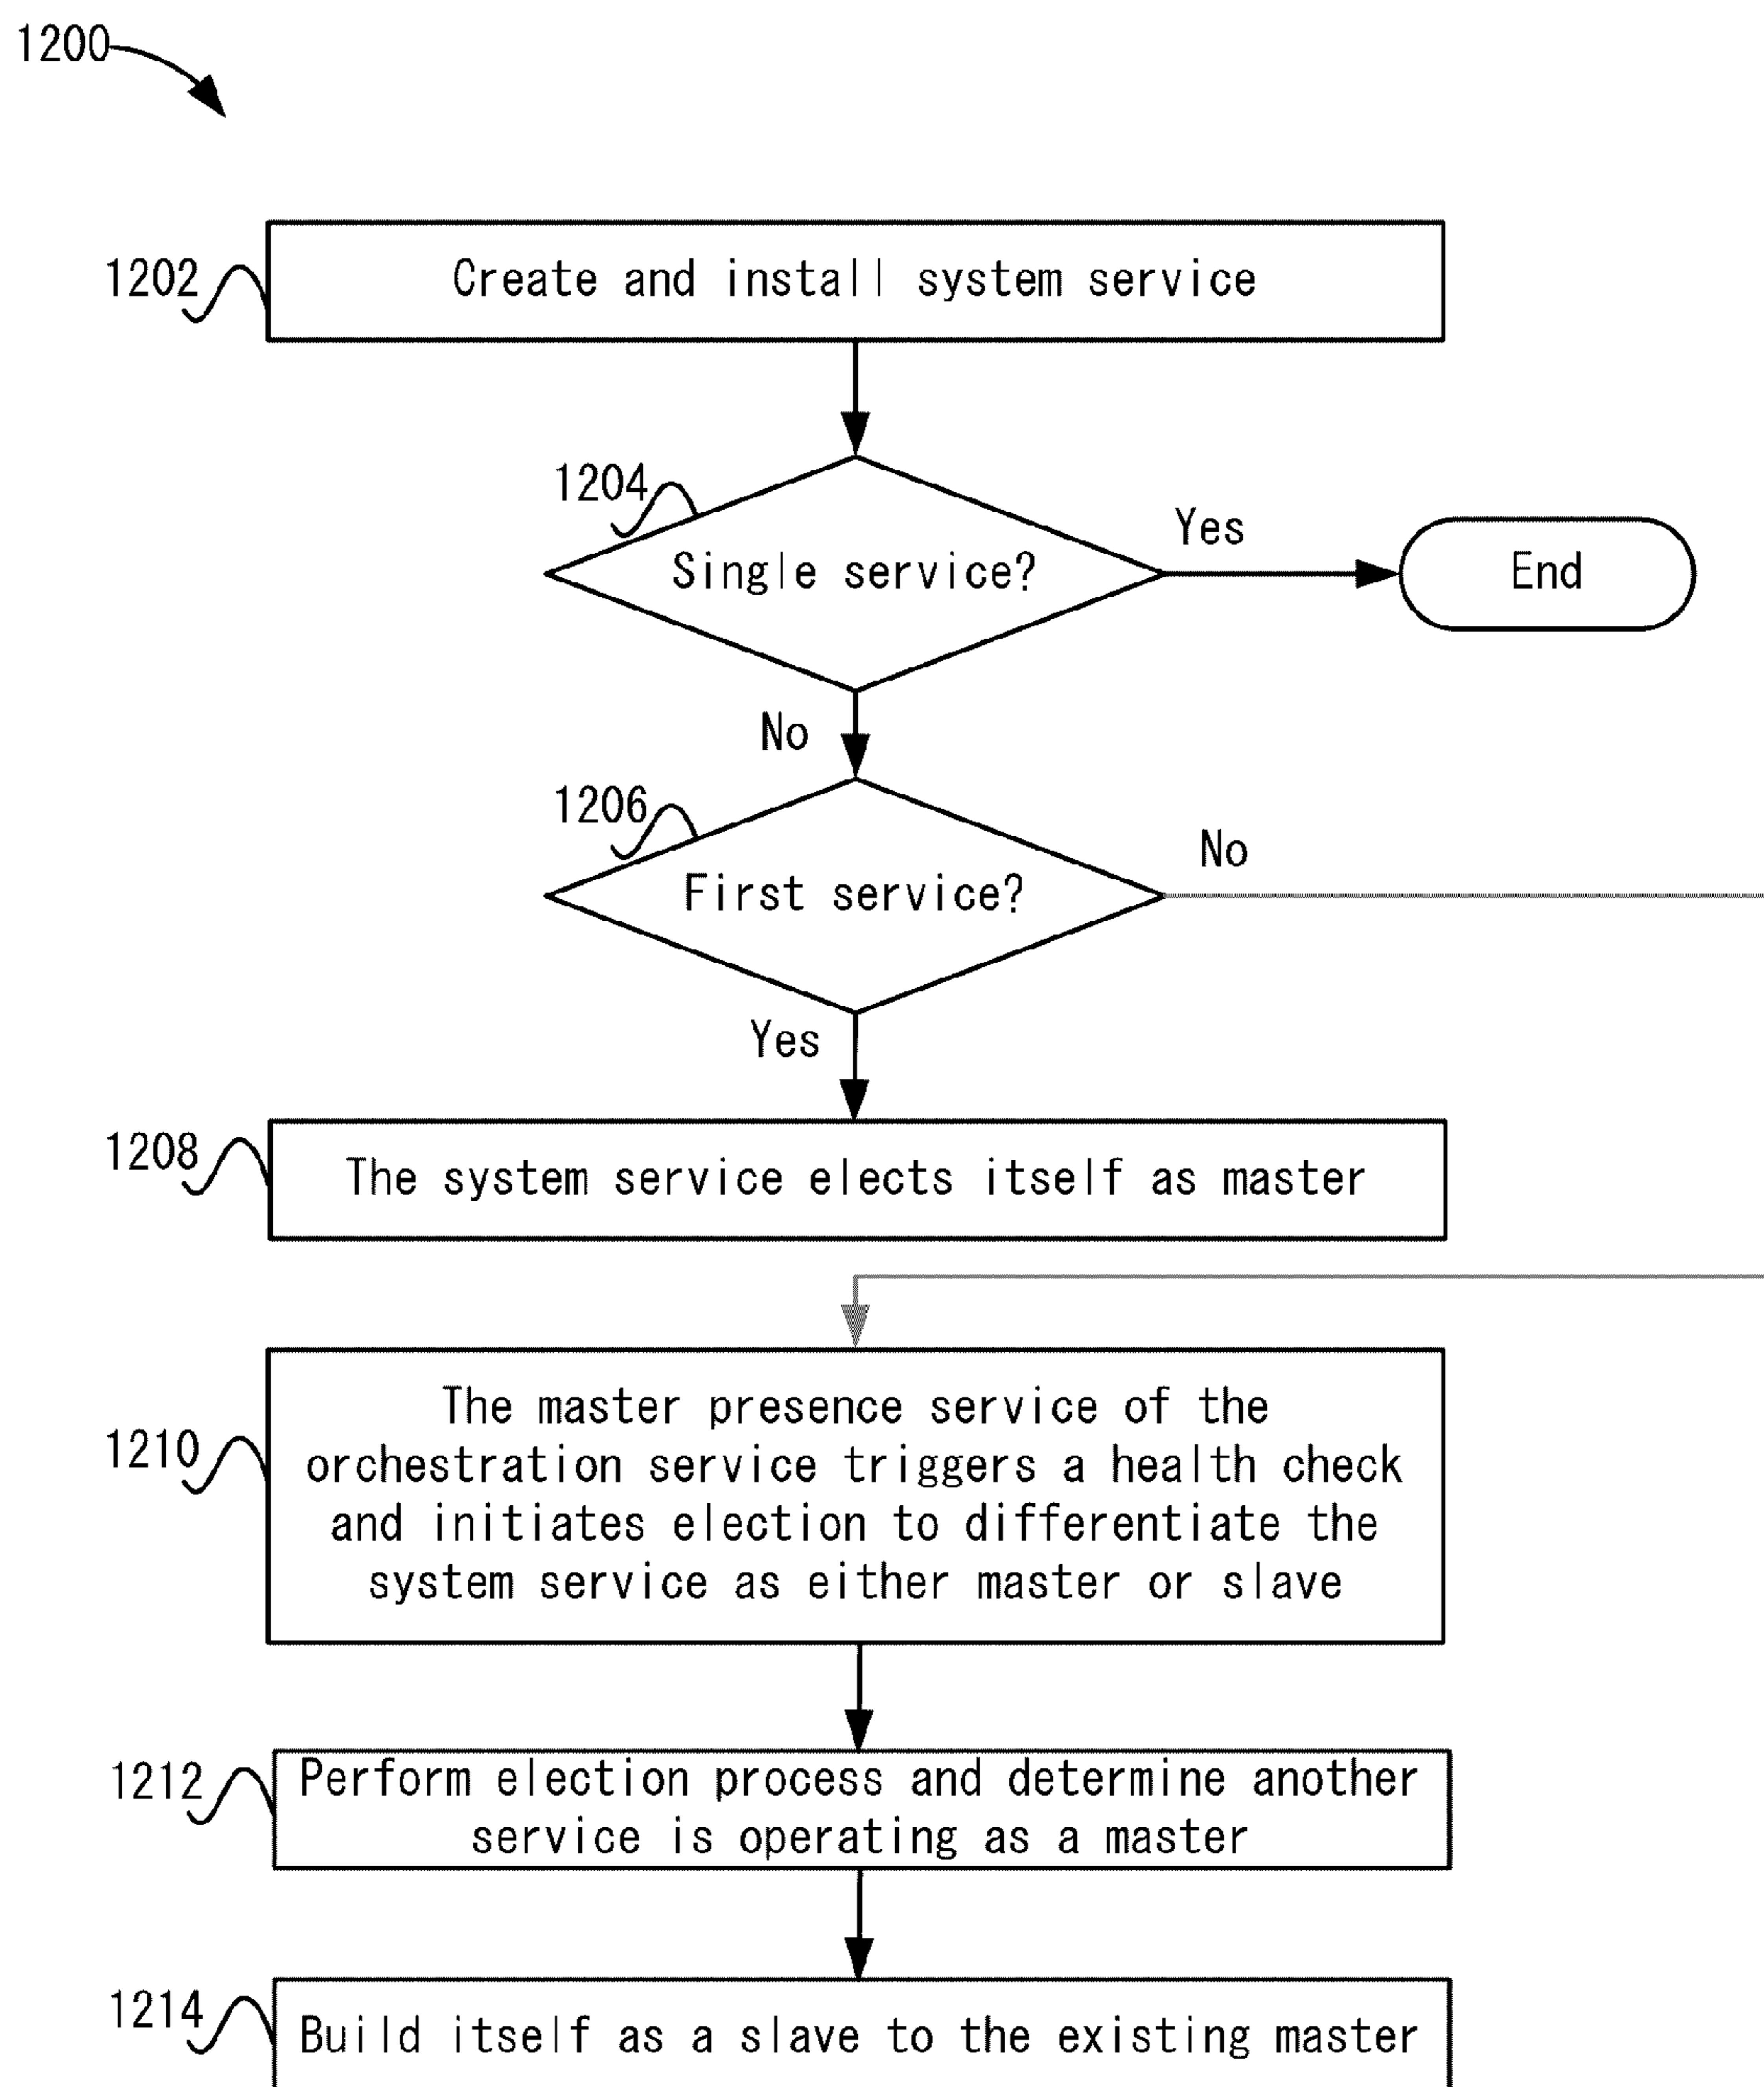 1200
1202
Create and install system service
1204
Single service?
Yes
End
No
1206
First service?
No
Yes
1208
The system service elects itself as master
1210
The master presence service of the
orchestration service triggers a health check
and initiates election to differentiate the
system service as either master or slave
1212
Perform election process and determine another
service is operating as a master
1214
Build itself as a slave to the existing master